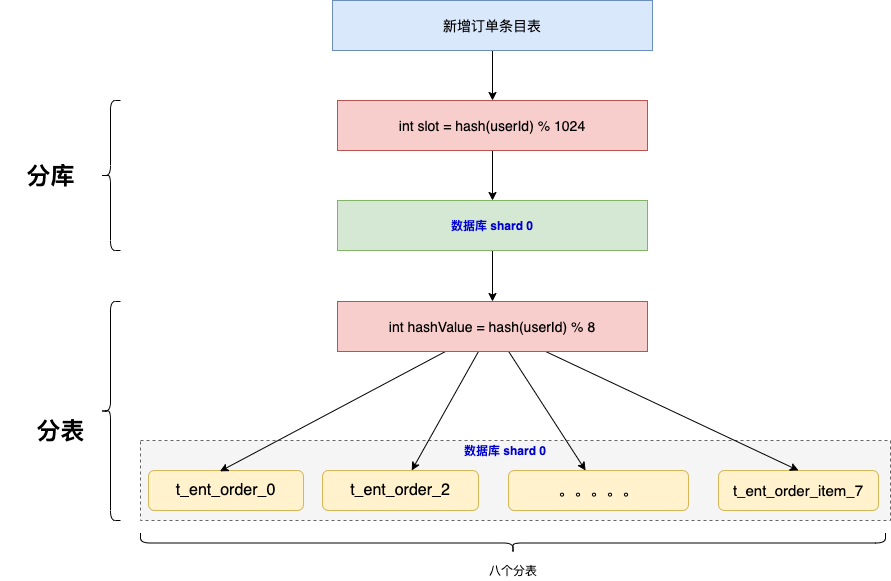 新增订单条目表
int slot = hash(userId) % 1024
分库
数据库 shard 0
int hashValue = hash(userId) % 8
分表
数据库 shard 0
t_ent_order_0
t_ent_order_2
。。。。。
t_ent_order_item_7
八个分表